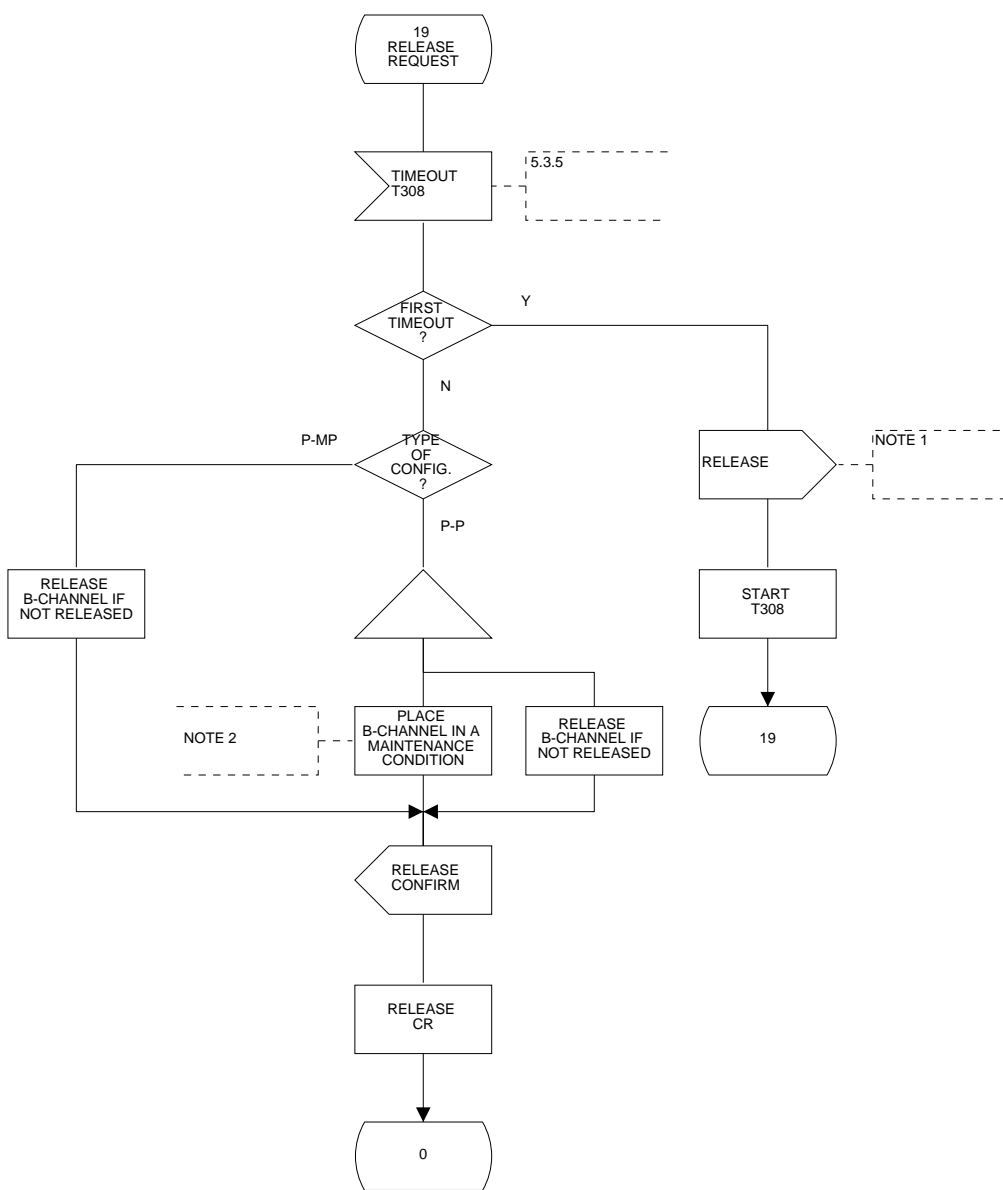 19
RELEASE
REQUEST
TIMEOUT
T308
5.3.5
FIRST
TIMEOUT
?
Y
N
P-MP
TYPE
OF
CONFIG.
?
RELEASE
NOTE 1
P-P
RELEASE
B-CHANNEL IF
NOT RELEASED
START
T308
NOTE 2
PLACE
B-CHANNEL IN A
MAINTENANCE
CONDITION
RELEASE
B-CHANNEL IF
NOT RELEASED
19
RELEASE
CONFIRM
RELEASE
CR
0